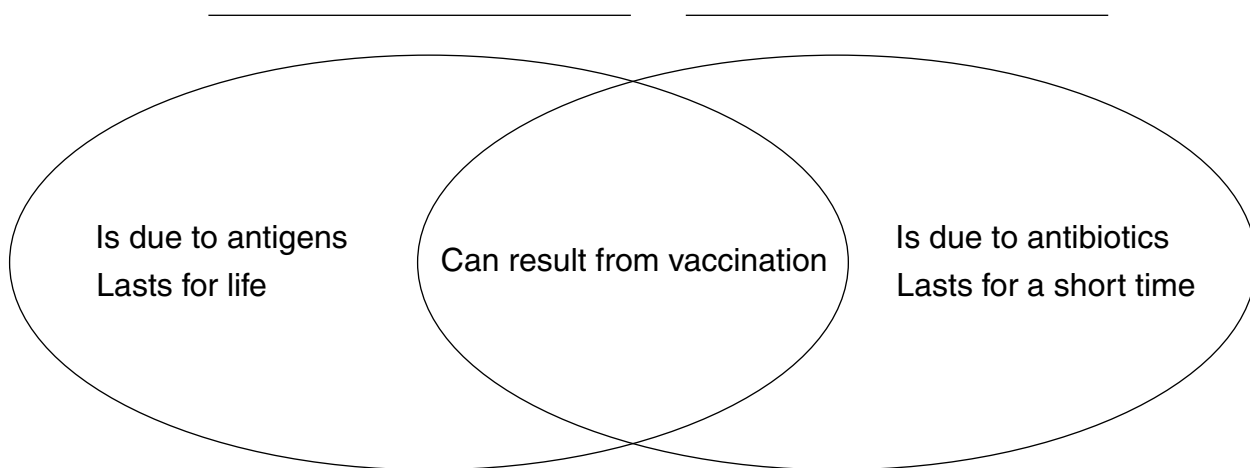 Is due to antigens
Lasts for life
Can result from vaccination
Is due to antibiotics
Lasts for a short time